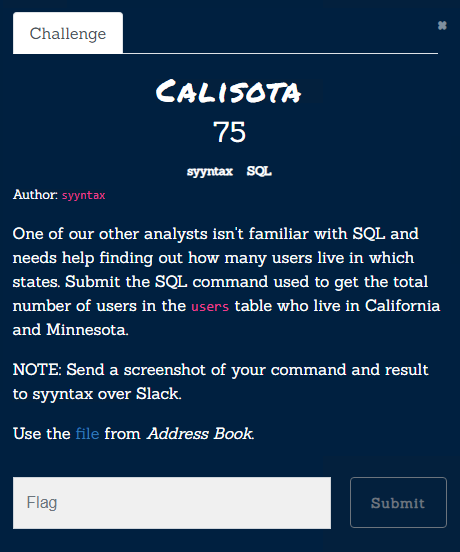 Challenge
×
Calisota
75
syyntax SQL
Author: syyntax
One of our other analysts isn't familiar with SQL and
needs help finding out how many users live in which
states. Submit the SQL command used to get the total
number of users in the users table who live in California
and Minnesota.
NOTE: Send a screenshot of your command and result
to syyntax over Slack.
Use the file from Address Book.
Flag
Submit